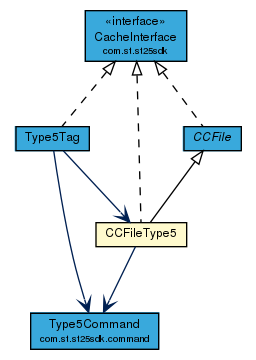 «interface»
CacheInterface
com.st.st25sdk
Type5Tag
CCFile
CCFileType5
Type5Command
com.st.st25sdk.command